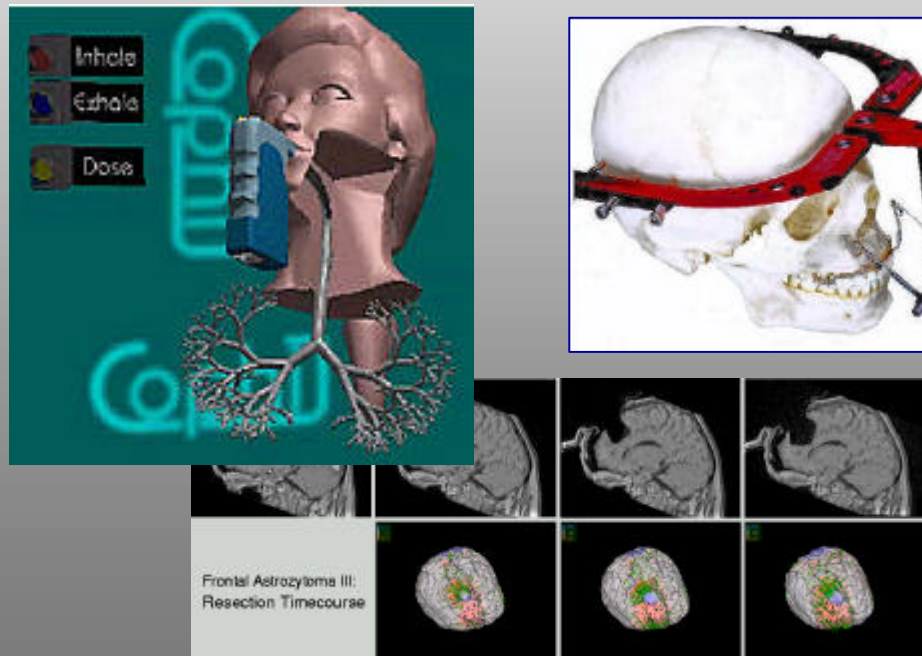 Inhale
Exhale
Dose
Frontal Astrozytoma III:
Resection Timecourse